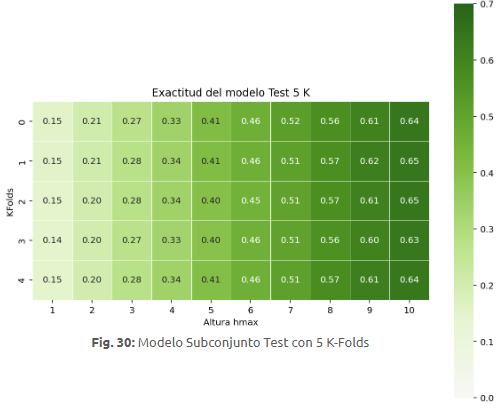 Exactitud del modelo Test 5 K
KFolds
0 0.15 0.21 0.27 0.33 0.41 0.46 0.52 0.56 0.61 0.64
1 0.15 0.21 0.28 0.34 0.41 0.46 0.51 0.57 0.62 0.65
2 0.15 0.20 0.28 0.34 0.40 0.45 0.51 0.57 0.61 0.65
3 0.14 0.20 0.27 0.33 0.40 0.46 0.51 0.56 0.60 0.63
4 0.15 0.20 0.28 0.34 0.41 0.46 0.51 0.57 0.61 0.64
1 2 3 4 5 6 7 8 9 10
Altura hmax
0.7
0.6
0.5
0.4
0.3
0.2
0.1
0.0
Fig. 30: Modelo Subconjunto Test con 5 K-Folds